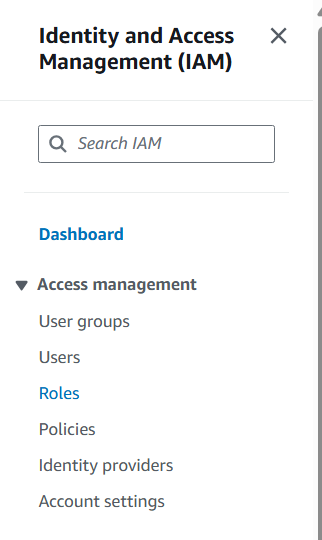 Identity and Access
Management (IAM)
Search IAM
Dashboard
Access management
User groups
Users
Roles
Policies
Identity providers
Account settings